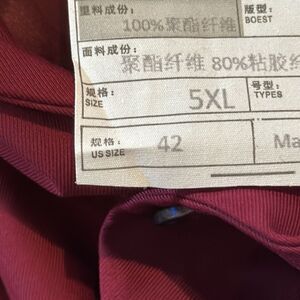 里料成份: 版型:
100%聚酯纤维 BOEST
面料成份:
聚酯纤维 80%粘胶
规格: 5XL 号型:
SIZE TYPES
规格: 42 Ma
US SIZE